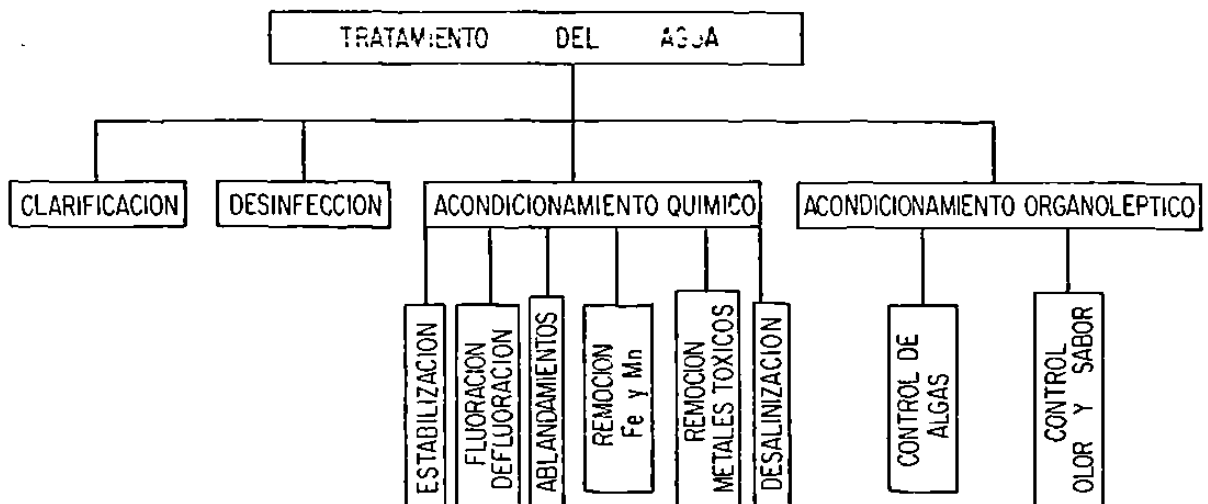 TRATAMIENTO DEL AGUA
CLARIFICACION
DESINFECCION
ACONDICIONAMIENTO QUIMICO
ACONDICIONAMIENTO ORGANOLEPTICO
ESTABILIZACION
FLUORACION
DEFLUORACION
ABLANDAMIENTOS
REMOCION
Fe y Mn
REMOCION
METALES TOXICOS
DESALINIZACION
CONTROL DE
ALGAS
CONTROL
OLOR Y SABOR